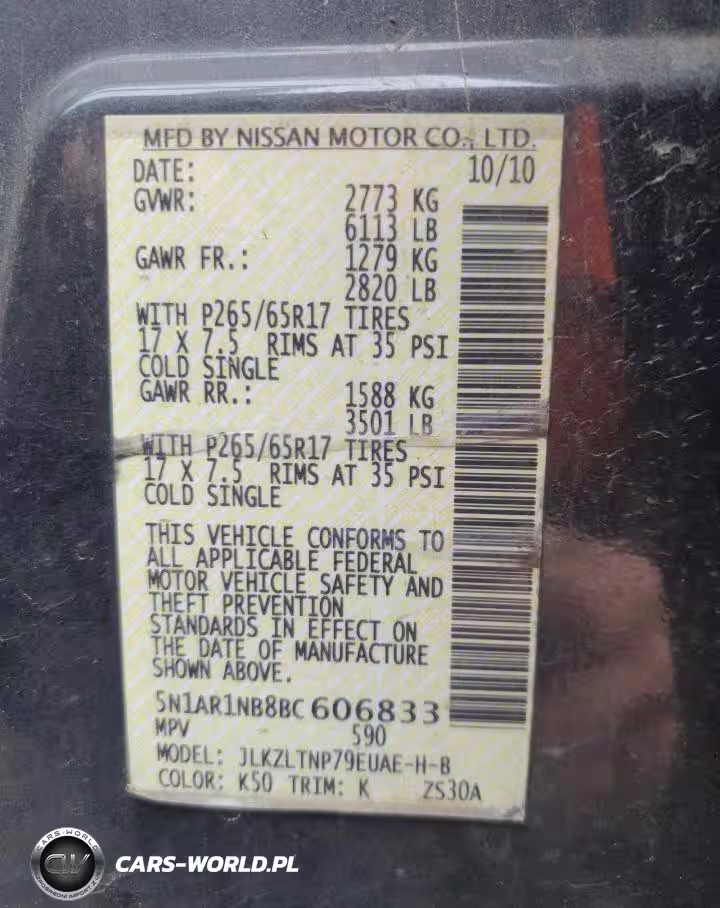 MFD BY NISSAN MOTOR CO., LTD.
DATE: 10/10
GVWR: 2773 KG
6113 LB
GAWR FR.: 1279 KG
2820 LB
WITH P265/65R17 TIRES
17 X 7.5 RIMS AT 35 PSI
COLD SINGLE
GAWR RR.: 1588 KG
3501 LB
WITH P265/65R17 TIRES
17 X 7.5 RIMS AT 35 PSI
COLD SINGLE
THIS VEHICLE CONFORMS TO
ALL APPLICABLE FEDERAL
MOTOR VEHICLE SAFETY AND
THEFT PREVENTION
STANDARDS IN EFFECT ON
THE DATE OF MANUFACTURE
SHOWN ABOVE.
5N1AR1NB8BC606833
MPV 590
MODEL: JLKZLTNP79EUAE-H-B
COLOR: K50 TRIM: K ZS30A
CARS-WORLD
CW
CARS-WORLD.PL